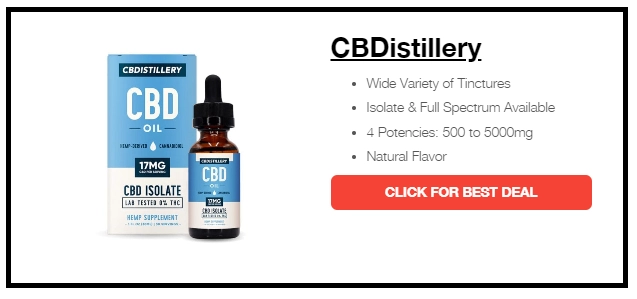 CBDistillery
Wide Variety of Tinctures
Isolate & Full Spectrum Available
4 Potencies: 500 to 5000mg
Natural Flavor
CLICK FOR BEST DEAL
CBDISTILLERY
CBD
OIL
HEMP-DERIVED CANNABIDIOL
17MG
CBD PER SERVING
CBD ISOLATE
LAB TESTED 0% THC
HEMP SUPPLEMENT
CBDISTILLERY
CBD
OIL
17MG
CBD ISOLATE